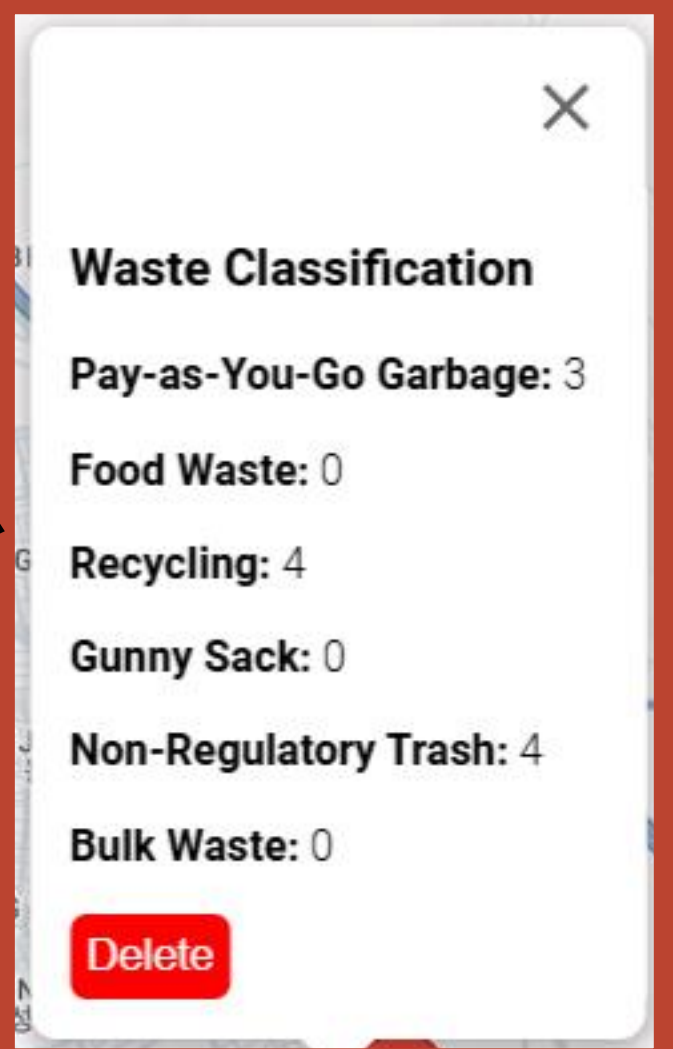 Waste Classification
Pay-as-You-Go Garbage: 3
Food Waste: 0
Recycling: 4
Gunny Sack: 0
Non-Regulatory Trash: 4
Bulk Waste: 0
Delete